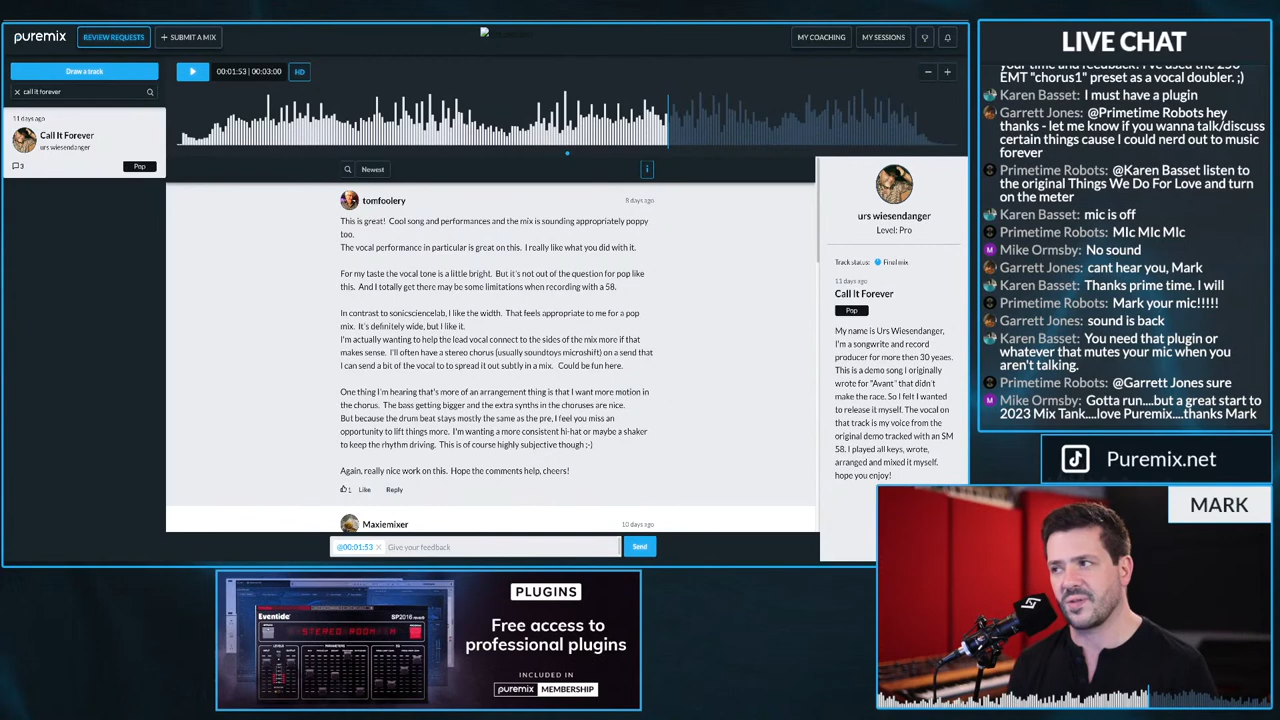 puremix
REVIEW REQUESTS
+ SUBMIT A MIX
MY COACHING
MY SESSIONS
Draw a track
× call it forever
11 days ago
Call It Forever
urs wiesendanger
3
Pop
00:01:53 | 00:03:00
HD
Newest
i
tomfoolery
8 days ago
This is great! Cool song and performances and the mix is sounding appropriately poppy
too.
The vocal performance in particular is great on this. I really like what you did with it.
For my taste the vocal tone is a little bright. But it's not out of the question for pop like
this. And I totally get there may be some limitations when recording with a 58.
In contrast to sonicsciencelab, I like the width. That feels appropriate to me for a pop
mix. It's definitely wide, but I like it.
I'm actually wanting to help the lead vocal connect to the sides of the mix more if that
makes sense. I'll often have a stereo chorus (usually soundtoys microshift) on a send that
I can send a bit of the vocal to to spread it out subtly in a mix. Could be fun here.
One thing I'm hearing that's more of an arrangement thing is that I want more motion in
the chorus. The bass getting bigger and the extra synths in the choruses are nice.
But because the drum beat stays mostly the same as the pre, I feel you miss an
opportunity to lift things more. I'm wanting a more consistent hi-hat or maybe a shaker
to keep the rhythm driving. This is of course highly subjective though ;-)
Again, really nice work on this. Hope the comments help, cheers!
1 Like Reply
Maxiemixer
10 days ago
@00:01:53 × Give your feedback
Send
urs wiesendanger
Level: Pro
Track status: Final mix
11 days ago
Call It Forever
Pop
My name is Urs Wiesendanger,
I'm a songwrite and record
producer for more then 30 yeaes.
This is a demo song I originally
wrote for "Avant" that didn't
make the race. So I felt I wanted
to release it myself. The vocal on
that track is my voice from the
original demo tracked with an SM
58. I played all keys, wrote,
arranged and mixed it myself.
hope you enjoy!
LIVE CHAT
your time and feedback! I've used the 250
EMT "chorus1" preset as a vocal doubler. ;)
Karen Basset: I must have a plugin
Garrett Jones: @Primetime Robots hey
thanks - let me know if you wanna talk/discuss
certain things cause I could nerd out to music
forever
Primetime Robots: @Karen Basset listen to
the original Things We Do For Love and turn
on the meter
Karen Basset: mic is off
Primetime Robots: MIc MIc MIc
M Mike Ormsby: No sound
Garrett Jones: cant hear you, Mark
Karen Basset: Thanks prime time. I will
Primetime Robots: Mark your mic!!!!!
Garrett Jones: sound is back
Karen Basset: You need that plugin or
whatever that mutes your mic when you
aren't talking.
Primetime Robots: @Garrett Jones sure
M Mike Ormsby: Gotta run....but a great start to
2023 Mix Tank....love Puremix....thanks Mark
Puremix.net
MARK
PLUGINS
Free access to
professional plugins
INCLUDED IN
puremix MEMBERSHIP
Eventide
SP2016 reverb
STEREO ROOM